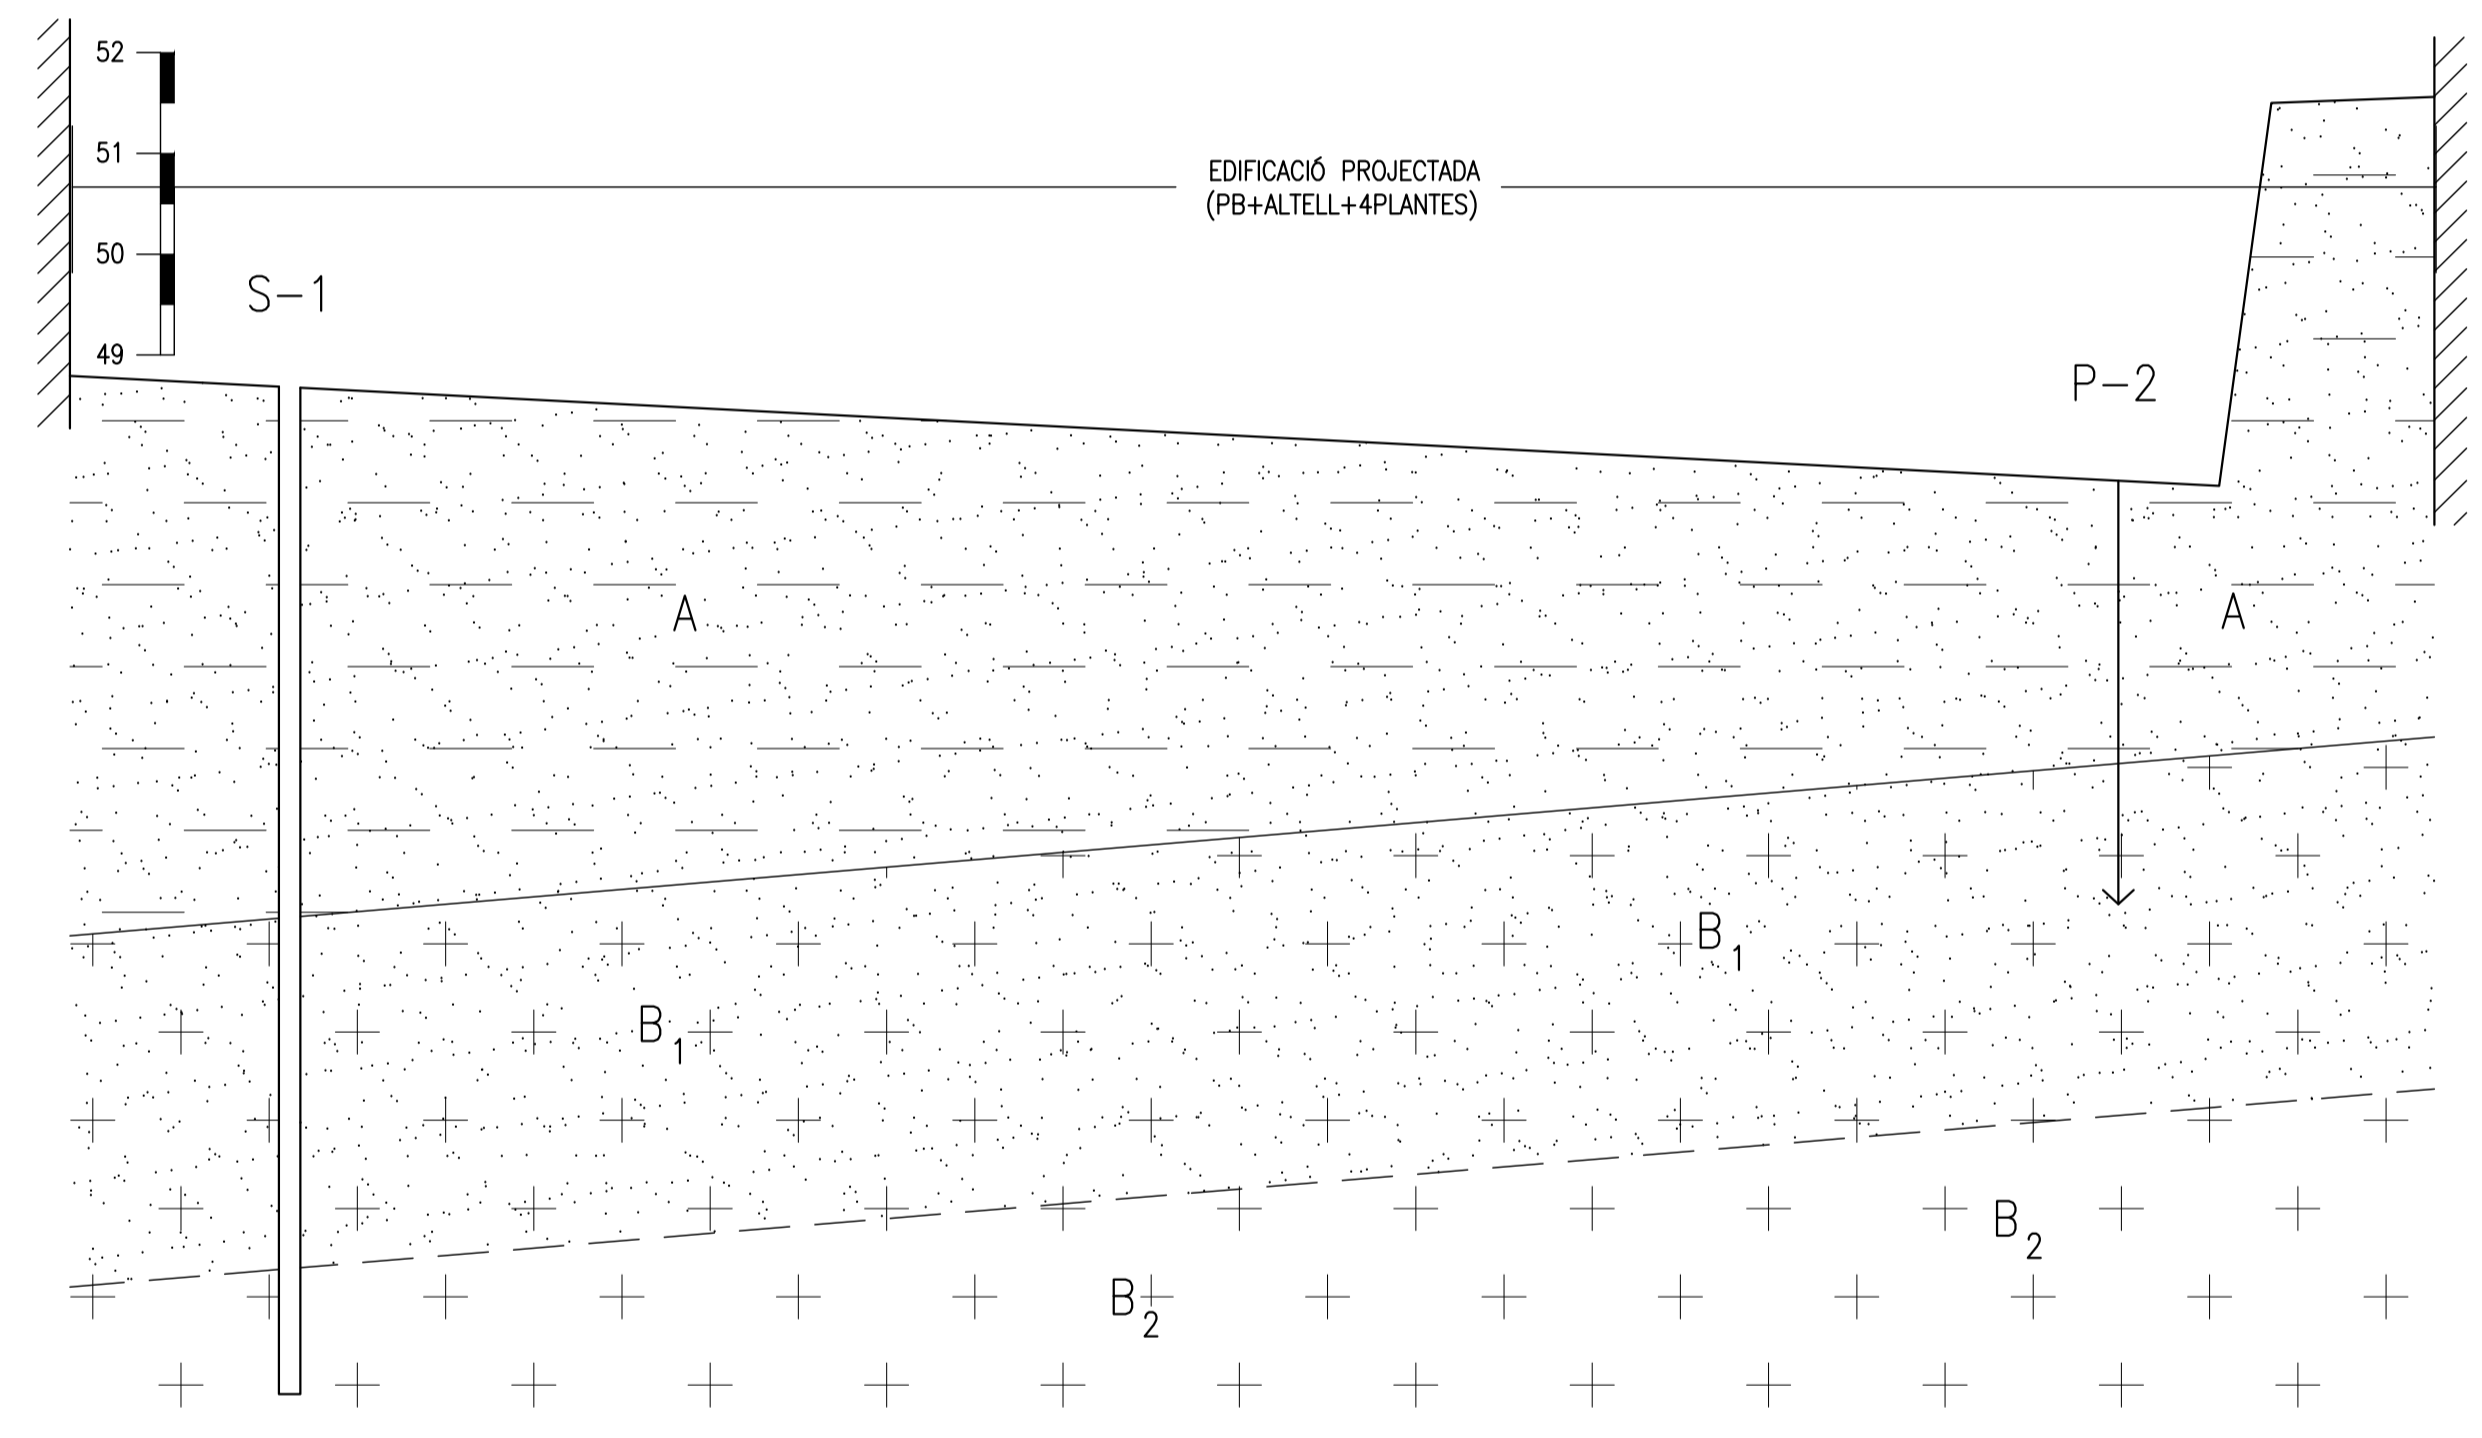 52
51
EDIFICACIÓ PROJECTADA
(PB+ALTELL+4PLANTES)
50
S-1
49
P-2
A
A
B1
B1
B2
B2